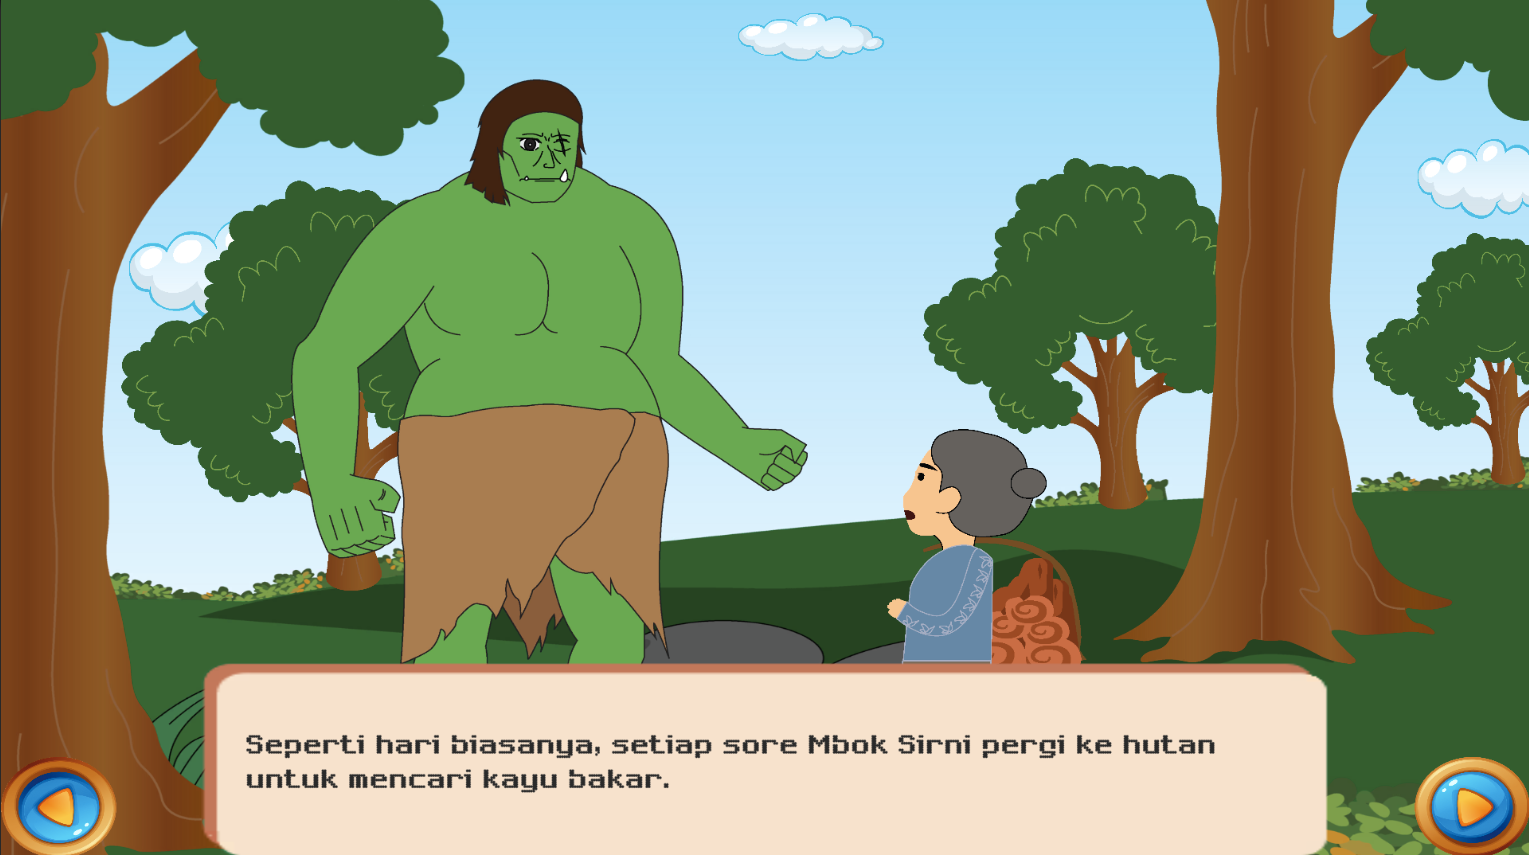 Seperti hari biasanya, setiap sore Mbok Sirni pergi ke hutan
untuk mencari kayu bakar.